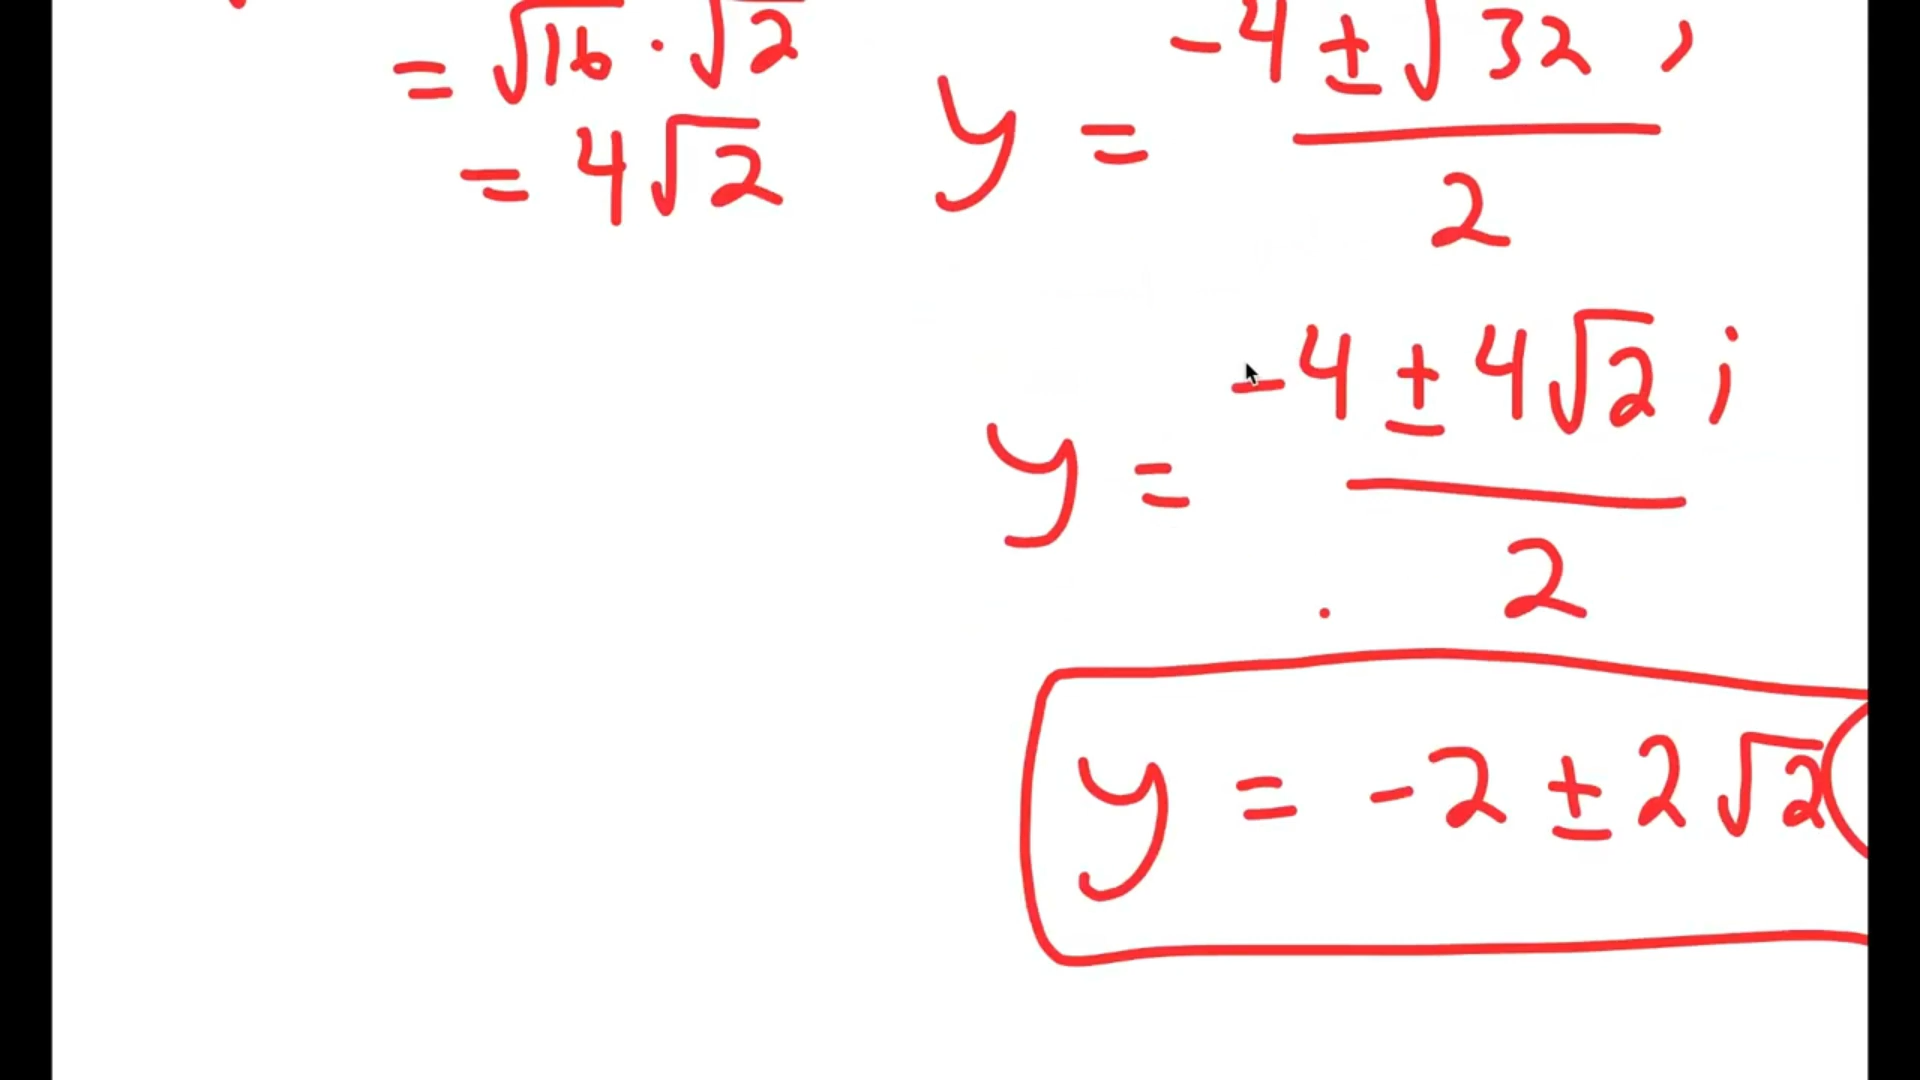 = √16 · √2
= 4√2
y = (-4 ± √32 i) / 2
y = (-4 ± 4√2 i) / 2
y = -2 ± 2√2